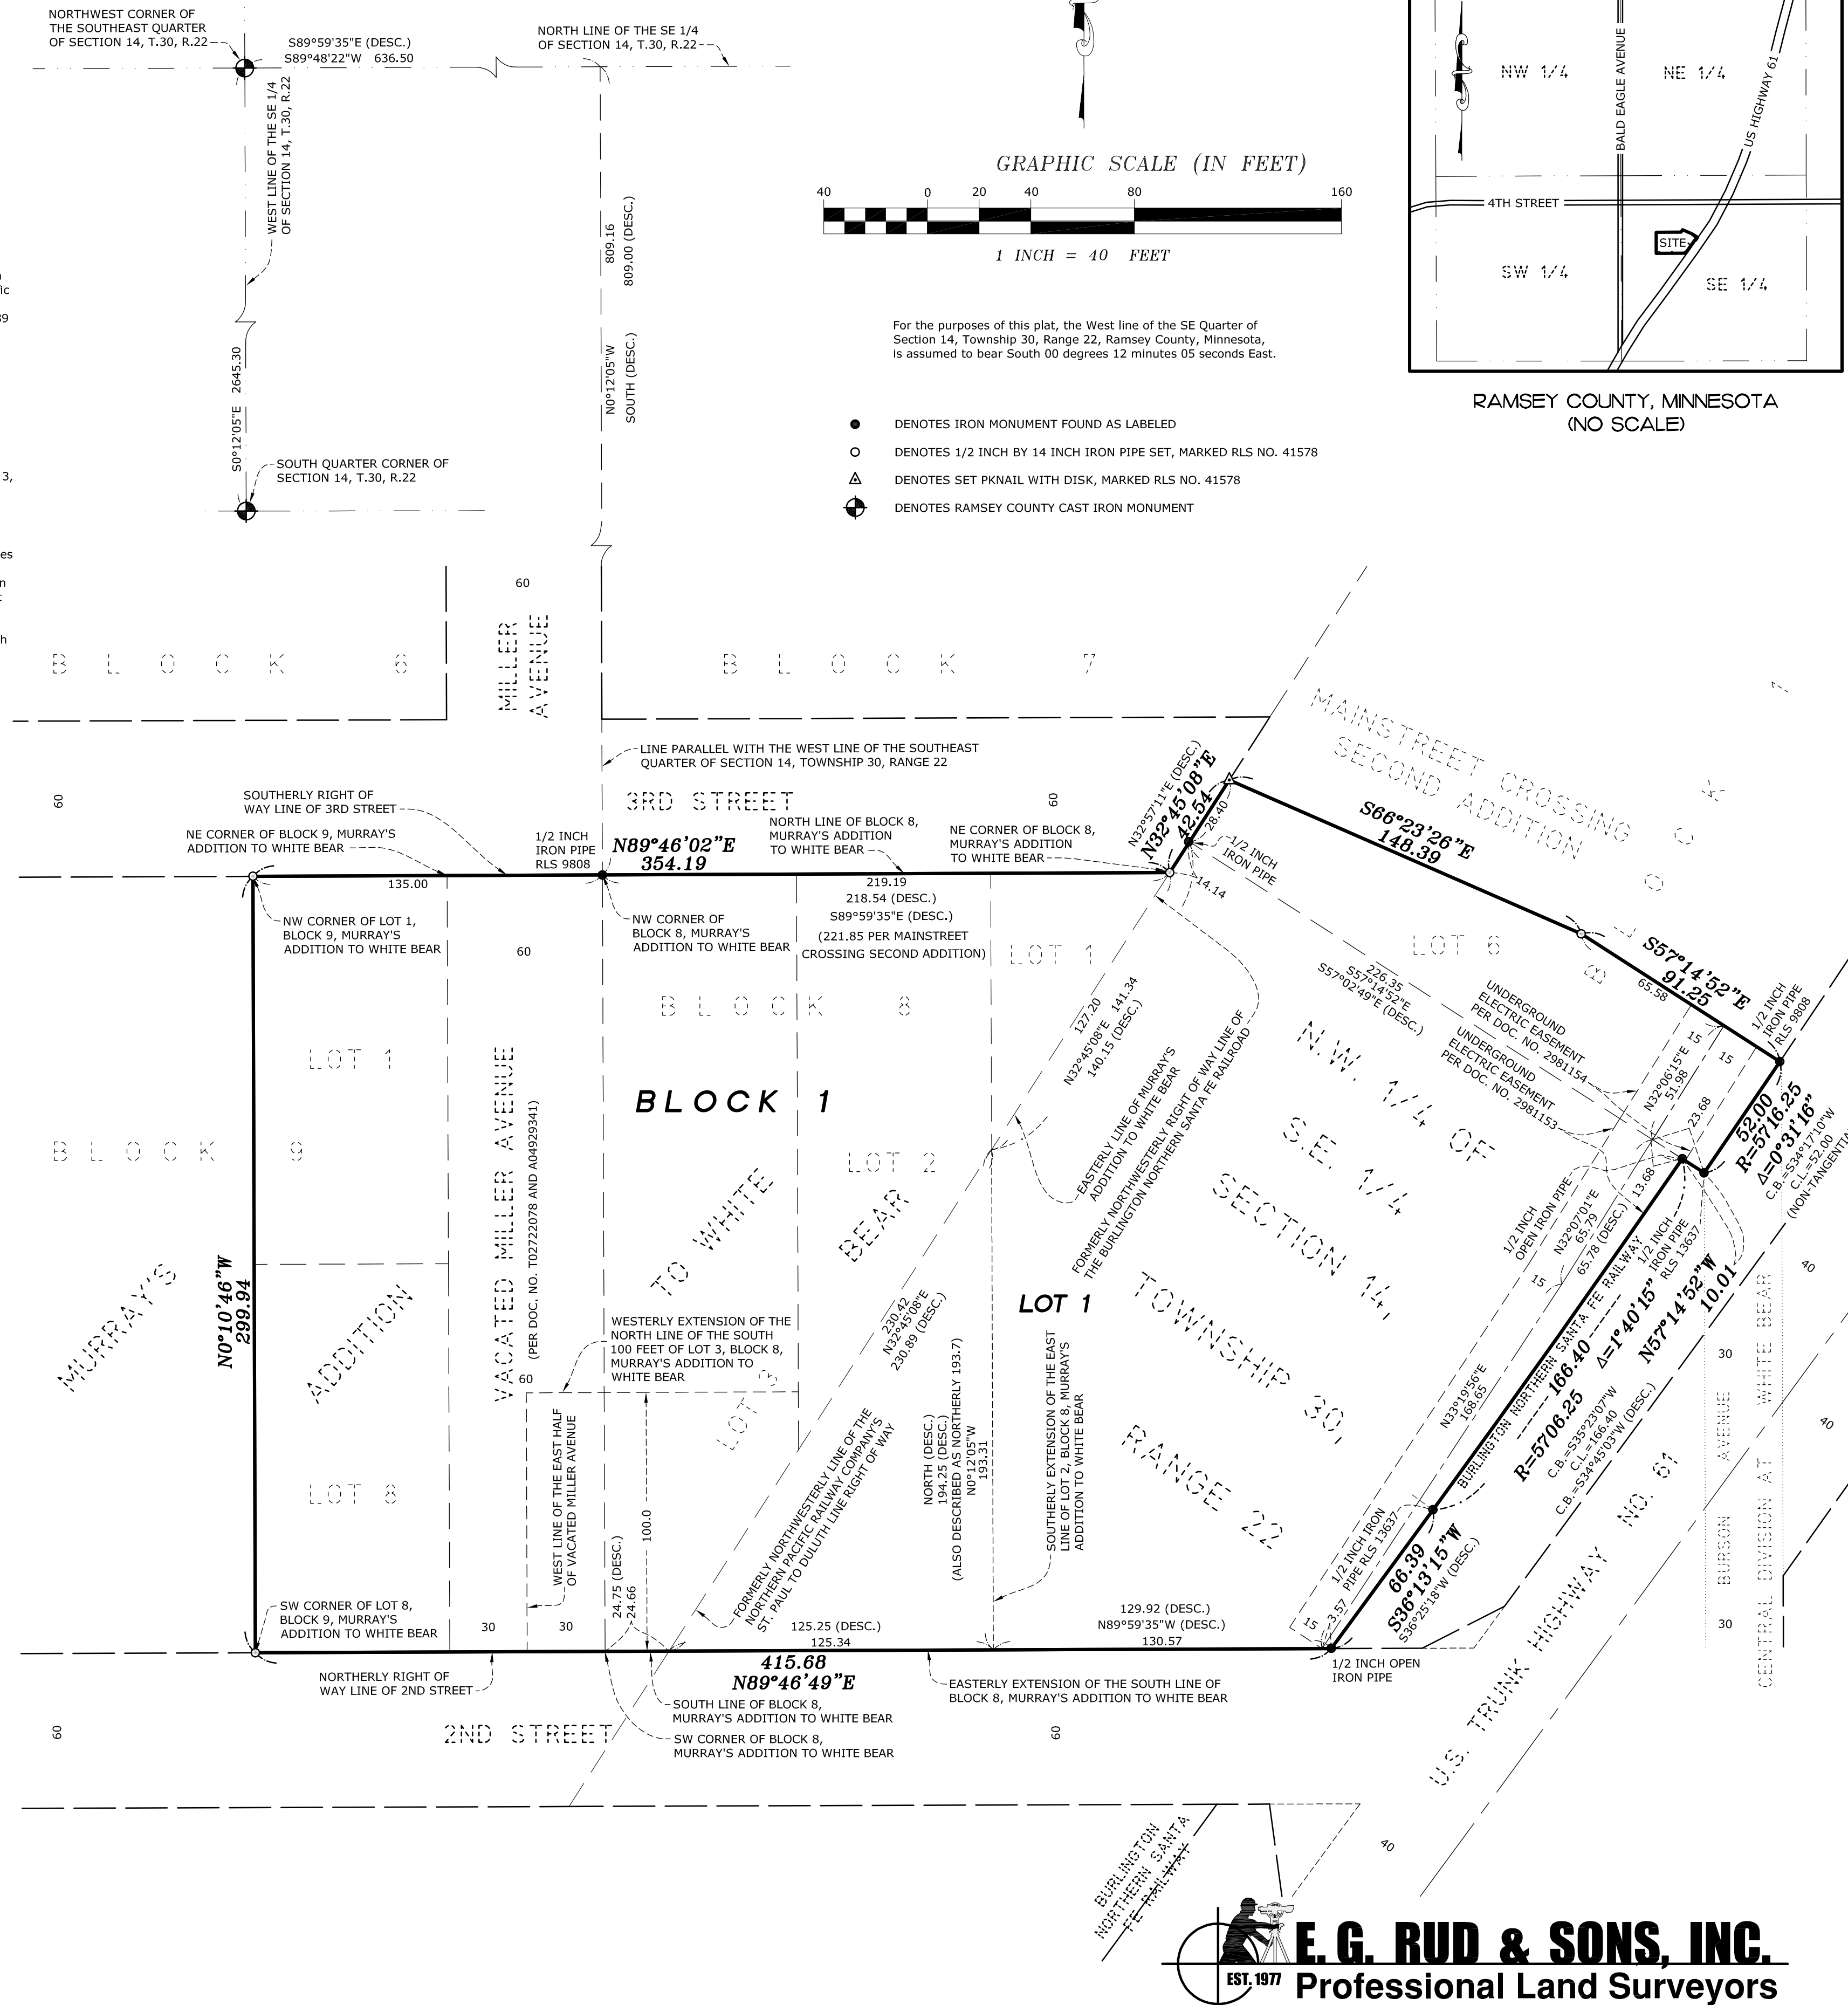 NORTHWEST CORNER OF
THE SOUTHEAST QUARTER
OF SECTION 14, T.30, R.22
S89°59'35"E (DESC.)
S89°48'22"W 636.50
NORTH LINE OF THE SE 1/4
OF SECTION 14, T.30, R.22
WEST LINE OF THE SE 1/4
OF SECTION 14, T.30, R.22
S0°12'05"E 2645.30
SOUTH QUARTER CORNER OF
SECTION 14, T.30, R.22
809.16
809.00 (DESC.)
N0°12'05"W
SOUTH (DESC.)
GRAPHIC SCALE (IN FEET)
40 0 20 40 80 160
1 INCH = 40 FEET
For the purposes of this plat, the West line of the SE Quarter of
Section 14, Township 30, Range 22, Ramsey County, Minnesota,
is assumed to bear South 00 degrees 12 minutes 05 seconds East.
DENOTES IRON MONUMENT FOUND AS LABELED
DENOTES 1/2 INCH BY 14 INCH IRON PIPE SET, MARKED RLS NO. 41578
DENOTES SET PKNAIL WITH DISK, MARKED RLS NO. 41578
DENOTES RAMSEY COUNTY CAST IRON MONUMENT
NW 1/4
BALD EAGLE AVENUE
NE 1/4
US HIGHWAY 61
4TH STREET
SITE
SW 1/4
SE 1/4
RAMSEY COUNTY, MINNESOTA
(NO SCALE)
ic
39
3,
es
n
t
h
60
MILLER
AVENUE
BLOCK 6
BLOCK 7
MAINSTREET CROSSING
SECOND ADDITION
BLOCK 1
LINE PARALLEL WITH THE WEST LINE OF THE SOUTHEAST
QUARTER OF SECTION 14, TOWNSHIP 30, RANGE 22
60
3RD STREET
60
SOUTHERLY RIGHT OF
WAY LINE OF 3RD STREET
NE CORNER OF BLOCK 9, MURRAY'S
ADDITION TO WHITE BEAR
1/2 INCH
IRON PIPE
RLS 9808
N89°46'02"E
354.19
NORTH LINE OF BLOCK 8,
MURRAY'S ADDITION
TO WHITE BEAR
NE CORNER OF BLOCK 8,
MURRAY'S ADDITION
TO WHITE BEAR
N32°57'11"E (DESC.)
N32°45'08"E
42.54
28.40
14.14
1/2 INCH
IRON PIPE
S66°23'26"E
148.39
S57°14'52"E
91.25
65.58
1/2 INCH
IRON PIPE
RLS 9808
135.00
219.19
218.54 (DESC.)
S89°59'35"E (DESC.)
(221.85 PER MAINSTREET
CROSSING SECOND ADDITION)
NW CORNER OF LOT 1,
BLOCK 9, MURRAY'S
ADDITION TO WHITE BEAR
NW CORNER OF
BLOCK 8, MURRAY'S
ADDITION TO WHITE BEAR
60
LOT 1
LOT 6
226.35
S57°14'52"E
S57°02'49"E (DESC.)
UNDERGROUND
ELECTRIC EASEMENT
PER DOC. NO. 2981154
UNDERGROUND
ELECTRIC EASEMENT
PER DOC. NO. 2981153
15
15
N32°06'15"E
51.98
23.68
52.00
R=5716.25
Δ=0°31'16"
C.B.=S34°17'10"W
C.L.=52.00
(NON-TANGENTIAL
BLOCK 8
127.20
N32°45'08"E 141.34
140.15 (DESC.)
EASTERLY LINE OF MURRAY'S
ADDITION TO WHITE BEAR
FORMERLY NORTHWESTERLY RIGHT OF WAY LINE OF
THE BURLINGTON NORTHERN SANTA FE RAILROAD
LOT 1
BLOCK 1
BLOCK 9
VACATED MILLER AVENUE
(PER DOC. NO. T02722078 AND A04929341)
LOT 2
N.W. 1/4 OF
S.E. 1/4
SECTION 14,
TOWNSHIP 30,
RANGE 22
MURRAY'S
ADDITION
TO WHITE
BEAR
N0°10'46"W
299.94
LOT 1
1/2 INCH
OPEN IRON PIPE
N32°07'01"E
65.79
65.78 (DESC.)
13.68
15
1/2 INCH
IRON PIPE
RLS 13637
N57°14'52"W
10.01
BURLINGTON NORTHERN SANTA FE RAILWAY
166.40
Δ=1°40'15"
R=5706.25
C.B.=S35°23'07"W
C.L.=166.40
C.B.=S34°45'03"W (DESC.)
N33°19'56"E
168.65
40
40
30
BURSON AVENUE
30
CENTRAL DIVISION AT WHITE BEAR
WESTERLY EXTENSION OF THE
NORTH LINE OF THE SOUTH
100 FEET OF LOT 3, BLOCK 8,
MURRAY'S ADDITION TO
WHITE BEAR
60
230.42
N32°45'08"E
230.89 (DESC.)
LOT 3
LOT 8
WEST LINE OF THE EAST HALF
OF VACATED MILLER AVENUE
100.0
24.75 (DESC.)
24.66
FORMERLY NORTHWESTERLY LINE OF THE
NORTHERN PACIFIC RAILWAY COMPANY'S
ST. PAUL TO DULUTH LINE RIGHT OF WAY
NORTH (DESC.)
194.25 (DESC.)
(ALSO DESCRIBED AS NORTHERLY 193.7)
N0°12'05"W
193.31
SOUTHERLY EXTENSION OF THE EAST
LINE OF LOT 2, BLOCK 8, MURRAY'S
ADDITION TO WHITE BEAR
1/2 INCH IRON
PIPE RLS 13637
66.39
S36°13'15"W
S36°25'18"W (DESC.)
15
3.57
SW CORNER OF LOT 8,
BLOCK 9, MURRAY'S
ADDITION TO WHITE BEAR
30
30
125.25 (DESC.)
125.34
129.92 (DESC.)
N89°59'35"W (DESC.)
130.57
415.68
N89°46'49"E
1/2 INCH OPEN
IRON PIPE
NORTHERLY RIGHT OF
WAY LINE OF 2ND STREET
EASTERLY EXTENSION OF THE SOUTH LINE OF
BLOCK 8, MURRAY'S ADDITION TO WHITE BEAR
SOUTH LINE OF BLOCK 8,
MURRAY'S ADDITION TO WHITE BEAR
60
2ND STREET
SW CORNER OF BLOCK 8,
MURRAY'S ADDITION TO WHITE BEAR
60
U.S. TRUNK HIGHWAY NO. 61
40
BURLINGTON
NORTHERN SANTA
FE RAILWAY
E. G. RUD & SONS, INC.
EST. 1977
Professional Land Surveyors